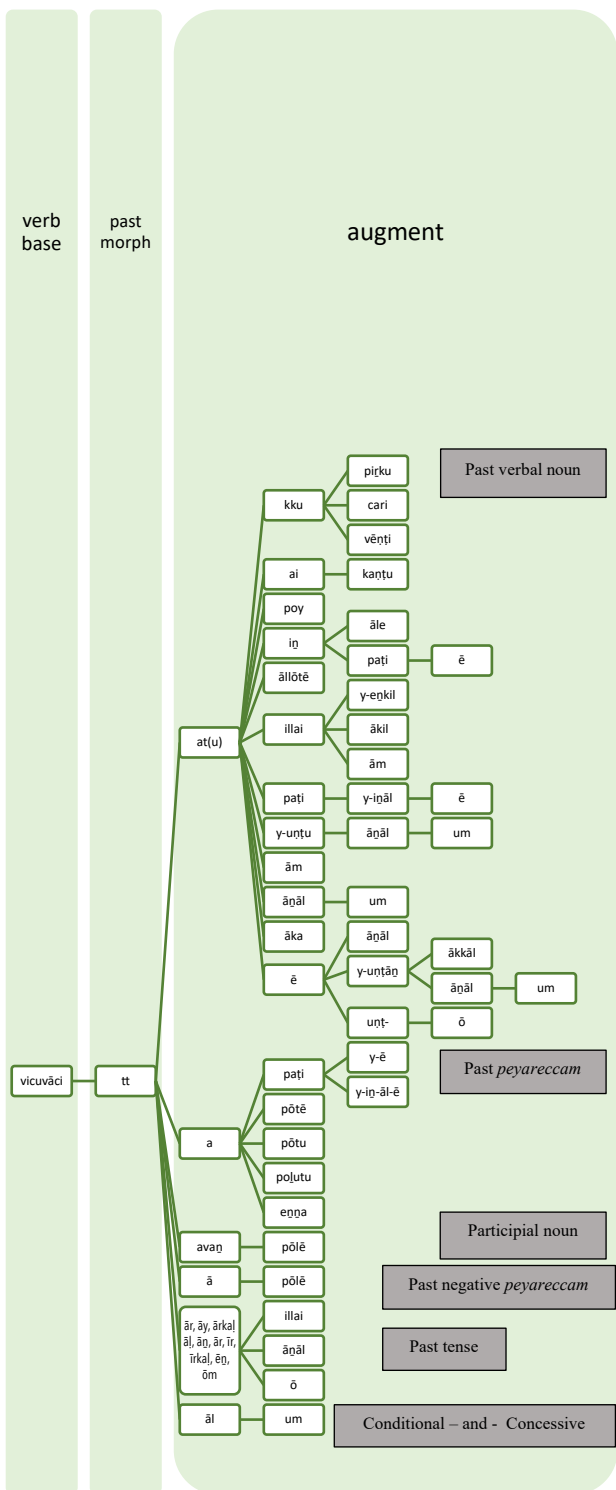 verb
base
past
morph
augment
piṟku
Past verbal noun
kku
cari
vēṇṭi
ai
kaṇṭu
poy
āle
iṉ
paṭi
ē
āllōtē
y-eṉkil
at(u)
illai
ākil
ām
paṭi
y-iṉāl
ē
y-uṇṭu
āṉāl
um
ām
āṉāl
um
āka
āṉāl
ākkāl
ē
y-uṇṭāṉ
āṉāl
um
uṇṭ-
ō
vicuvāci
tt
y-ē
Past peyareccam
paṭi
y-iṉ-āl-ē
pōtē
a
pōtu
poḻutu
eṉṉa
Participial noun
avaṉ
pōlē
ā
pōlē
Past negative peyareccam
ār, āy, ārkaḷ
āḷ, āṉ, ār, īr,
īrkaḷ, ēṉ,
ōm
illai
āṉāl
Past tense
ō
āl
um
Conditional – and - Concessive